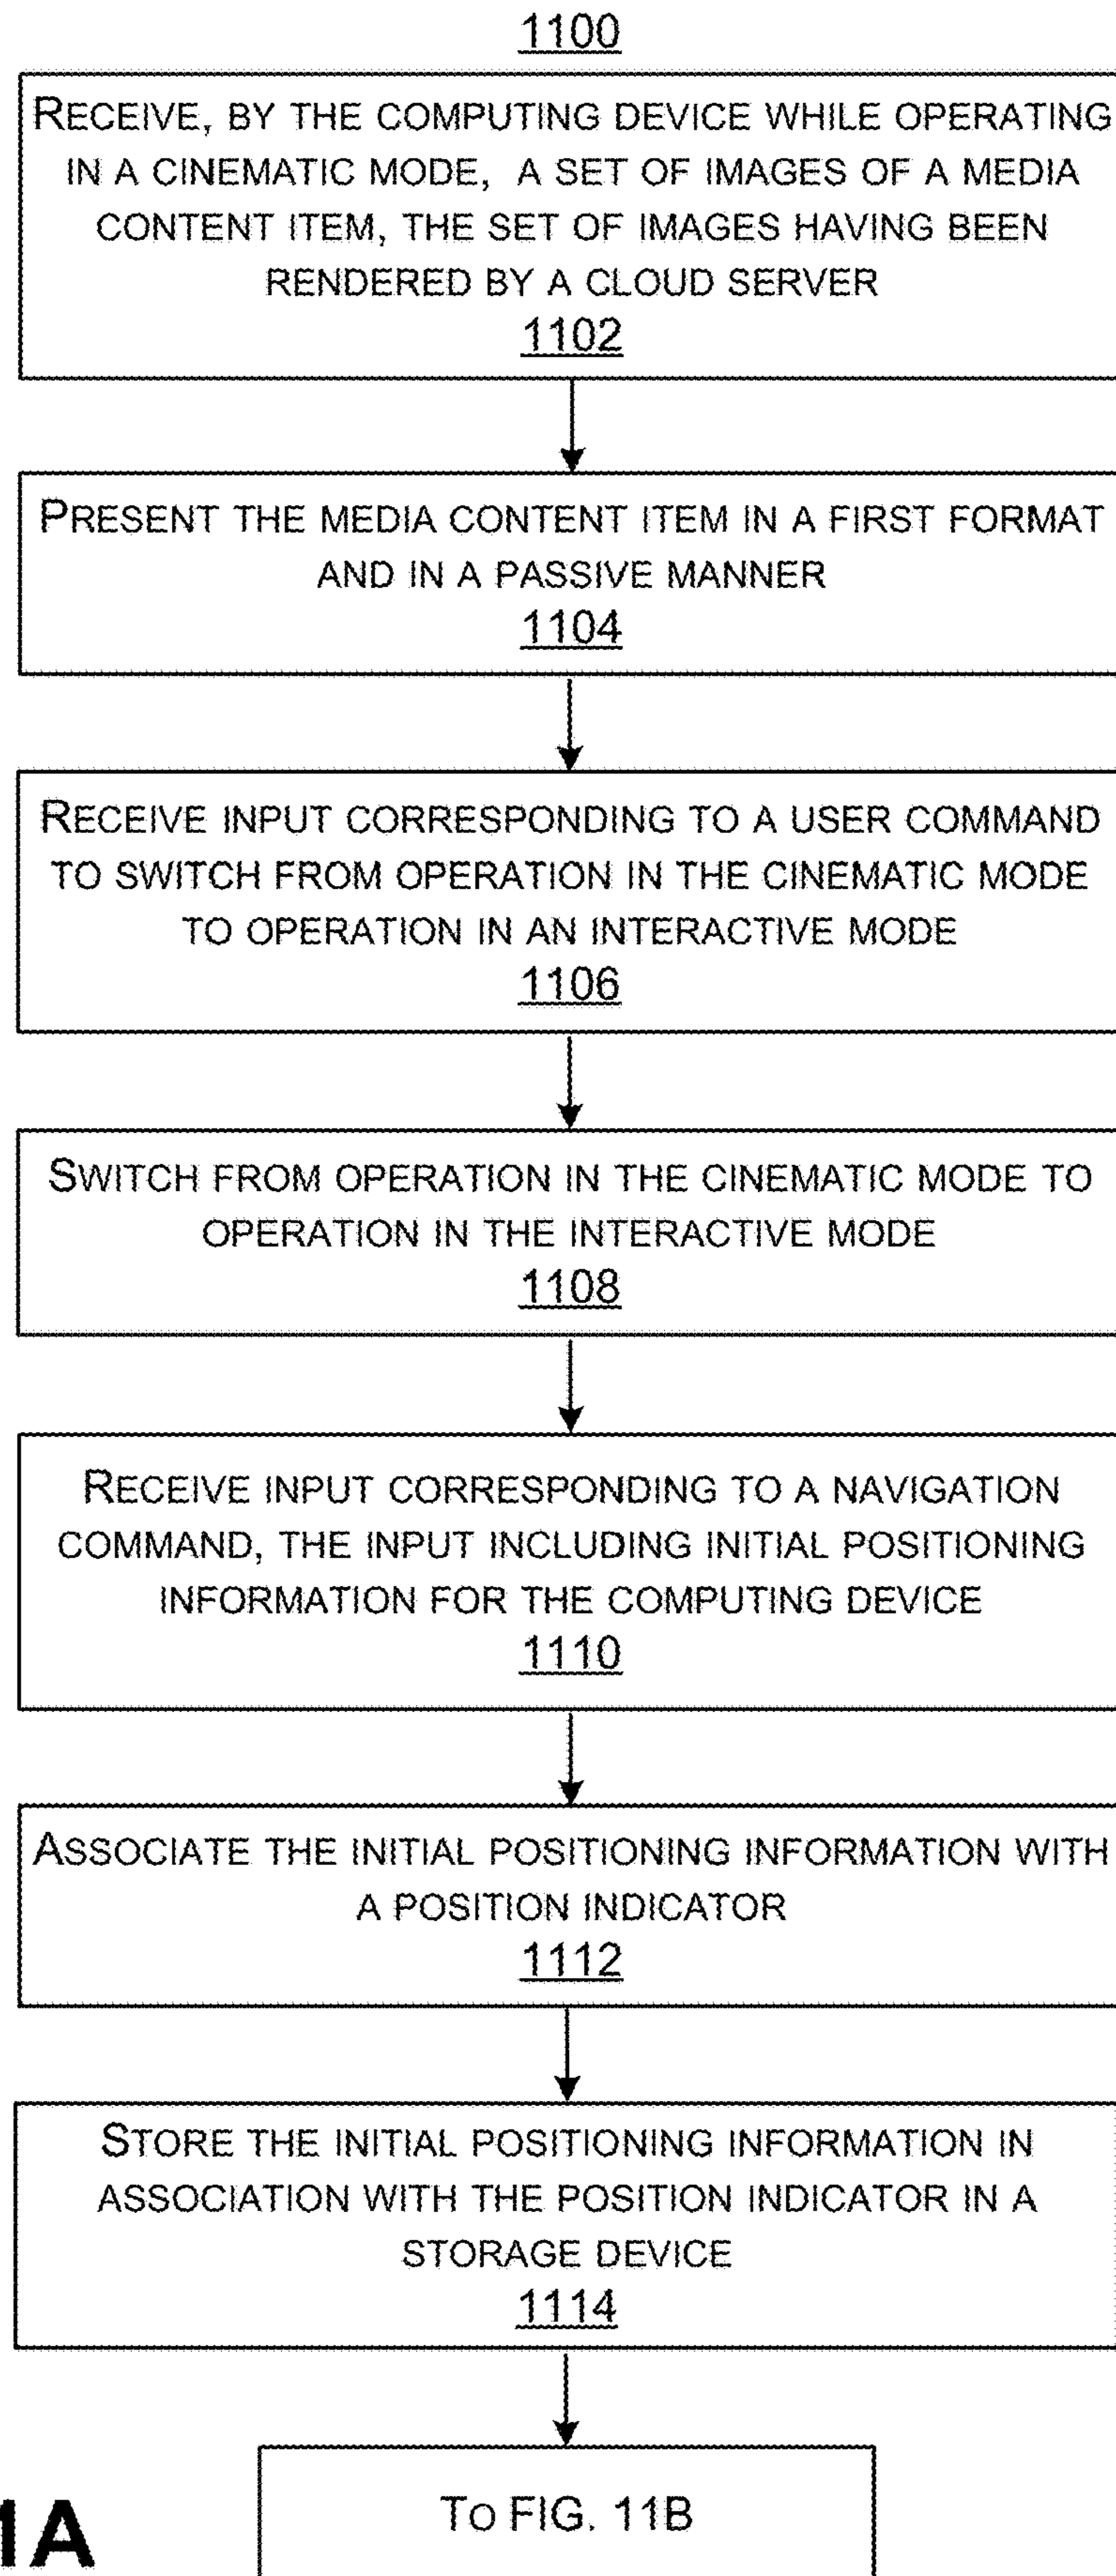 1100
RECEIVE, BY THE COMPUTING DEVICE WHILE OPERATING
IN A CINEMATIC MODE, A SET OF IMAGES OF A MEDIA
CONTENT ITEM, THE SET OF IMAGES HAVING BEEN
RENDERED BY A CLOUD SERVER
1102
PRESENT THE MEDIA CONTENT ITEM IN A FIRST FORMAT
AND IN A PASSIVE MANNER
1104
RECEIVE INPUT CORRESPONDING TO A USER COMMAND
TO SWITCH FROM OPERATION IN THE CINEMATIC MODE
TO OPERATION IN AN INTERACTIVE MODE
1106
SWITCH FROM OPERATION IN THE CINEMATIC MODE TO
OPERATION IN THE INTERACTIVE MODE
1108
RECEIVE INPUT CORRESPONDING TO A NAVIGATION
COMMAND, THE INPUT INCLUDING INITIAL POSITIONING
INFORMATION FOR THE COMPUTING DEVICE
1110
ASSOCIATE THE INITIAL POSITIONING INFORMATION WITH
A POSITION INDICATOR
1112
STORE THE INITIAL POSITIONING INFORMATION IN
ASSOCIATION WITH THE POSITION INDICATOR IN A
STORAGE DEVICE
1114
TO FIG. 11B
1A